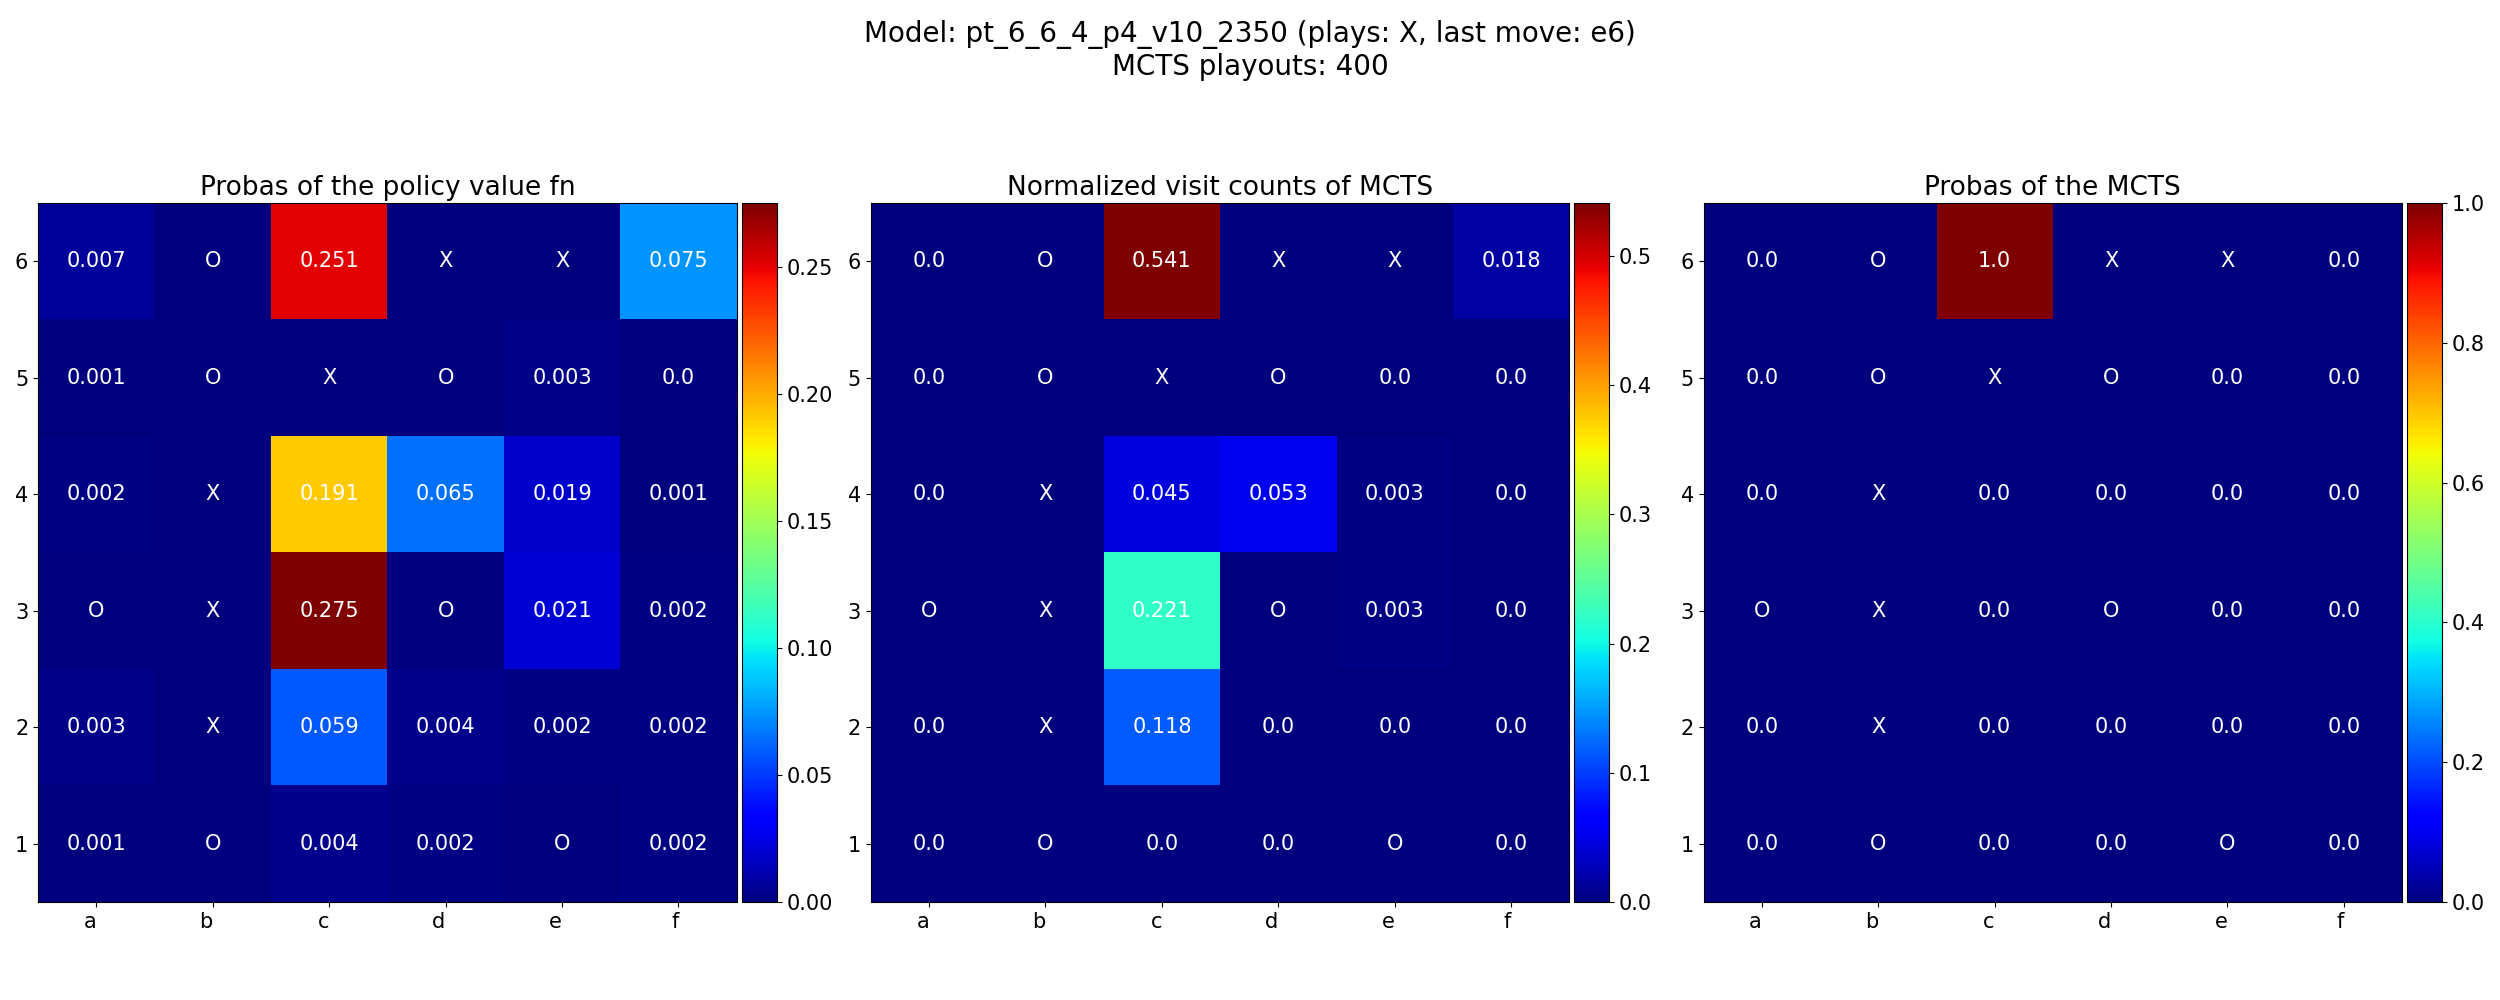 Model: pt_6_6_4_p4_v10_2350 (plays: X, last move: e6)
MCTS playouts: 400
Probas of the policy value fn
6 0.007 O 0.251 X X 0.075
5 0.001 O X O 0.003 0.0
4 0.002 X 0.191 0.065 0.019 0.001
3 O X 0.275 O 0.021 0.002
2 0.003 X 0.059 0.004 0.002 0.002
1 0.001 O 0.004 0.002 O 0.002
a b c d e f
0.25
0.20
0.15
0.10
0.05
0.00
Normalized visit counts of MCTS
6 0.0 O 0.541 X X 0.018
5 0.0 O X O 0.0 0.0
4 0.0 X 0.045 0.053 0.003 0.0
3 O X 0.221 O 0.003 0.0
2 0.0 X 0.118 0.0 0.0 0.0
1 0.0 O 0.0 0.0 O 0.0
a b c d e f
0.5
0.4
0.3
0.2
0.1
0.0
Probas of the MCTS
6 0.0 O 1.0 X X 0.0
5 0.0 O X O 0.0 0.0
4 0.0 X 0.0 0.0 0.0 0.0
3 O X 0.0 O 0.0 0.0
2 0.0 X 0.0 0.0 0.0 0.0
1 0.0 O 0.0 0.0 O 0.0
a b c d e f
1.0
0.8
0.6
0.4
0.2
0.0